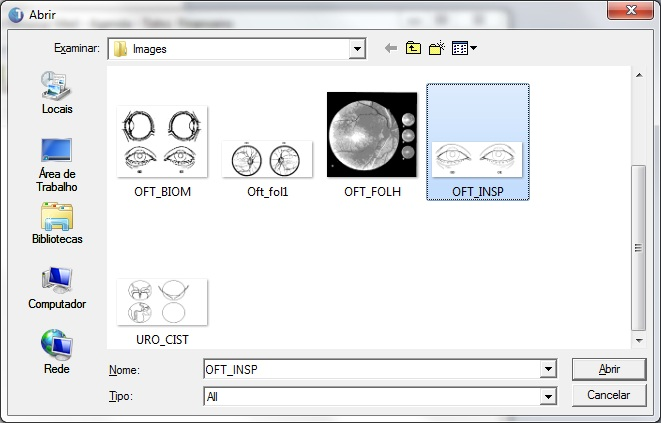 Abrir
Examinar:
Images
Locais
Área de
Trabalho
Bibliotecas
Computador
Rede
OFT_BIOM
Oft_fol1
OFT_FOLH
OFT_INSP
URO_CIST
Nome:
OFT_INSP
Abrir
Tipo:
All
Cancelar